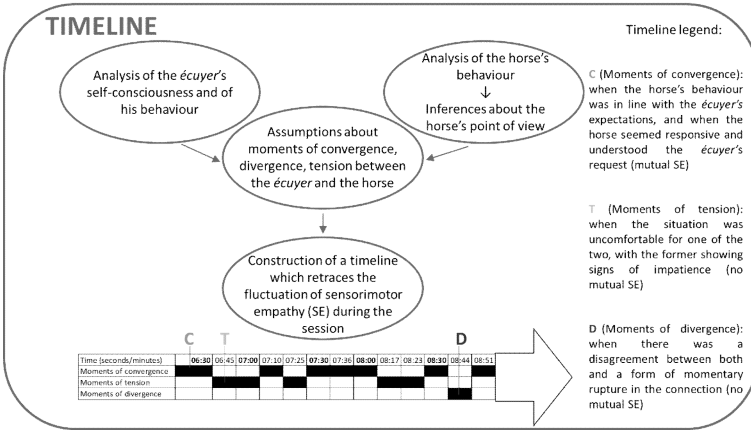 TIMELINE
Analysis of the écuyer's
self-consciousness and of
his behaviour
Analysis of the horse's
behaviour
↓
Inferences about the
horse's point of view
Assumptions about
moments of convergence,
divergence, tension between
the écuyer and the horse
Construction of a timeline
which retraces the
fluctuation of sensorimotor
empathy (SE) during the
session
C T D
Time (seconds/minutes) 06:30 06:45 07:00 07:10 07:25 07:30 07:36 08:00 08:17 08:23 08:30 08:44 08:51
Moments of convergence
Moments of tension
Moments of divergence
Timeline legend:
C (Moments of convergence):
when the horse's behaviour
was in line with the écuyer's
expectations, and when the
horse seemed responsive and
understood the écuyer's
request (mutual SE)
T (Moments of tension):
when the situation was
uncomfortable for one of the
two, with the former showing
signs of impatience (no
mutual SE)
D (Moments of divergence):
when there was a
disagreement between both
and a form of momentary
rupture in the connection (no
mutual SE)